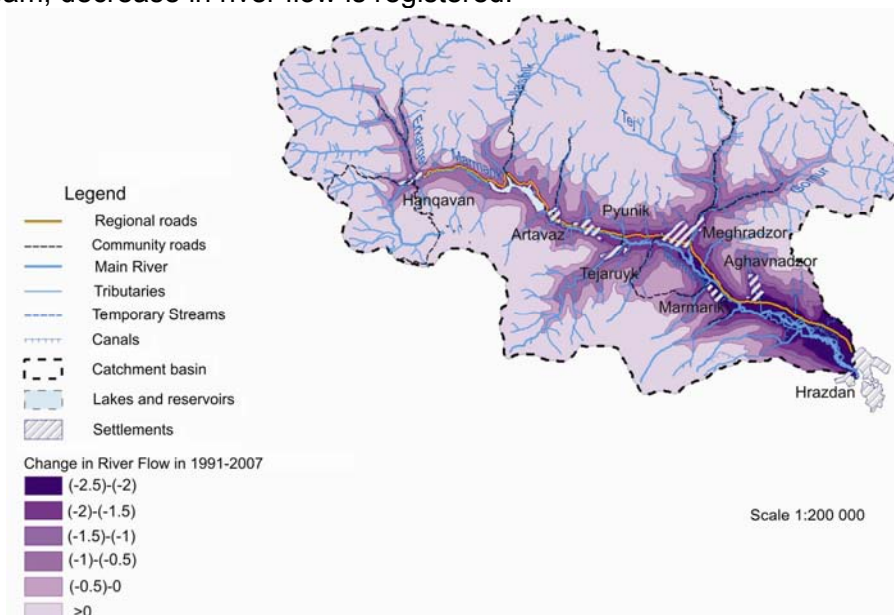 am, decrease in river flow is registered.
Legend
Regional roads
Community roads
Main River
Tributaries
Temporary Streams
Canals
Catchment basin
Lakes and reservoirs
Settlements
Change in River Flow in 1991-2007
(-2.5)-(-2)
(-2)-(-1.5)
(-1.5)-(-1)
(-1)-(-0.5)
(-0.5)-0
>0
Tej
Gomur
Hanqavan
Pyunik
Artavaz
Meghradzor
Tejaruyk
Aghavnadzor
Marmarik
Hrazdan
Scale 1:200 000